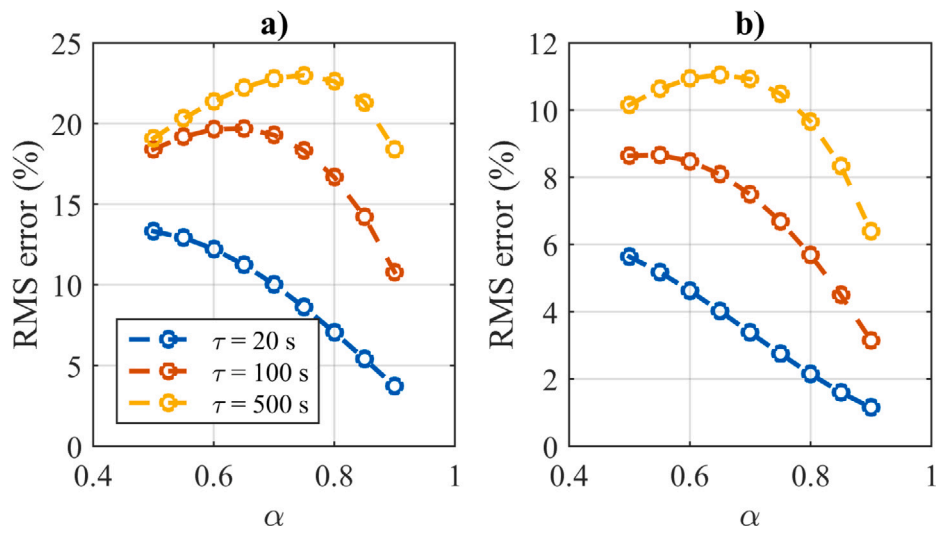 a)
RMS error (%)
25
20
15
10
5
0
0.4 0.6 0.8 1
α
τ = 20 s
τ = 100 s
τ = 500 s
b)
RMS error (%)
12
10
8
6
4
2
0
0.4 0.6 0.8 1
α